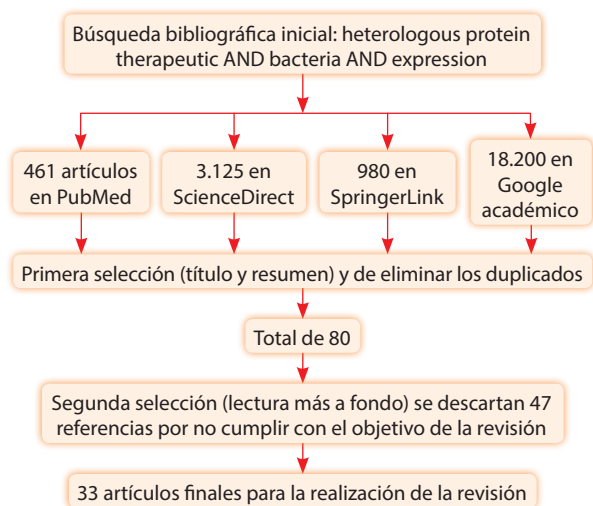 Búsqueda bibliográfica inicial: heterologous protein
therapeutic AND bacteria AND expression
461 artículos
en PubMed
3.125 en
ScienceDirect
980 en
SpringerLink
18.200 en
Google
académico
Primera selección (título y resumen) y de eliminar los duplicados
Total de 80
Segunda selección (lectura más a fondo) se descartan 47
referencias por no cumplir con el objetivo de la revisión
33 artículos finales para la realización de la revisión